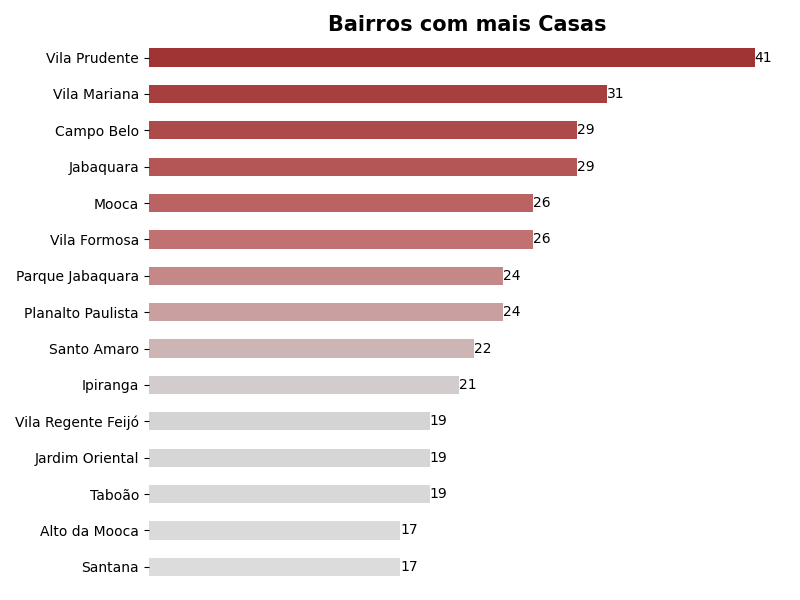 Bairros com mais Casas
Vila Prudente 41
Vila Mariana 31
Campo Belo 29
Jabaquara 29
Mooca 26
Vila Formosa 26
Parque Jabaquara 24
Planalto Paulista 24
Santo Amaro 22
Ipiranga 21
Vila Regente Feijó 19
Jardim Oriental 19
Taboão 19
Alto da Mooca 17
Santana 17